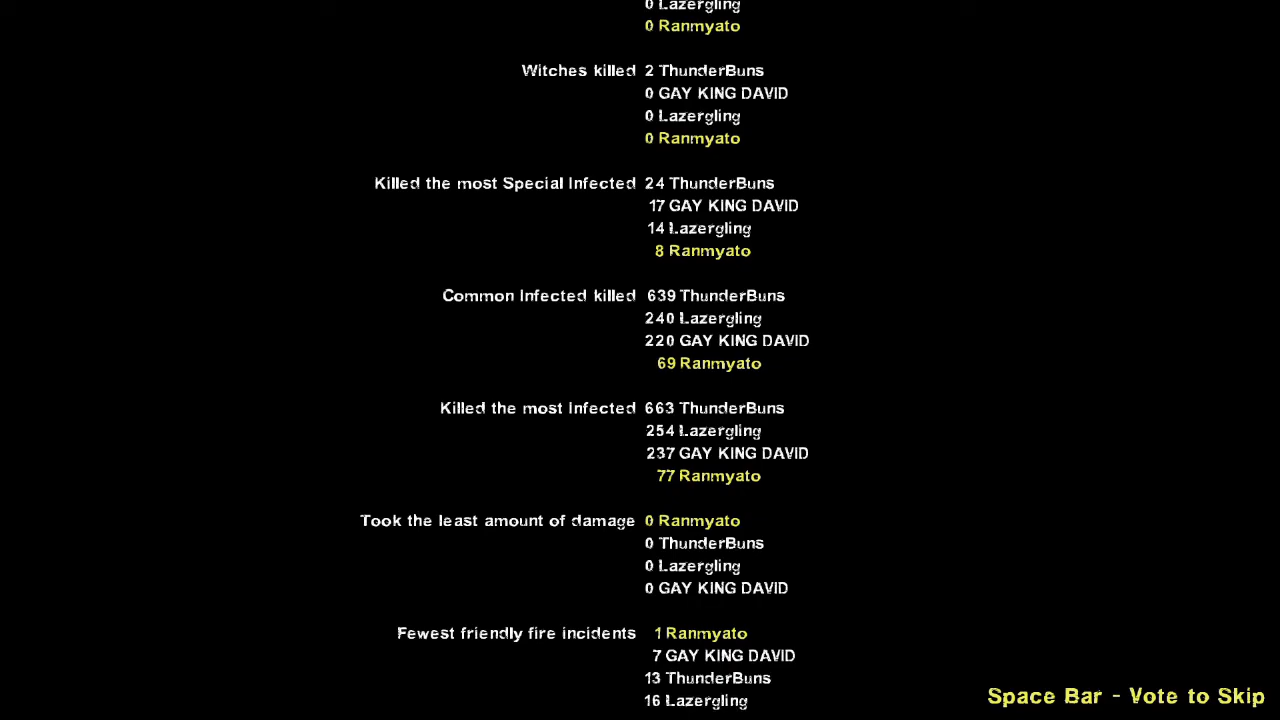 0 Lazergling
0 Ranmyato
Witches killed 2 ThunderBuns
0 GAY KING DAVID
0 Lazergling
0 Ranmyato
Killed the most Special Infected 24 ThunderBuns
17 GAY KING DAVID
14 Lazergling
8 Ranmyato
Common Infected killed 639 ThunderBuns
240 Lazergling
220 GAY KING DAVID
69 Ranmyato
Killed the most Infected 663 ThunderBuns
254 Lazergling
237 GAY KING DAVID
77 Ranmyato
Took the least amount of damage 0 Ranmyato
0 ThunderBuns
0 Lazergling
0 GAY KING DAVID
Fewest friendly fire incidents 1 Ranmyato
7 GAY KING DAVID
13 ThunderBuns
16 Lazergling
Space Bar - Vote to Skip